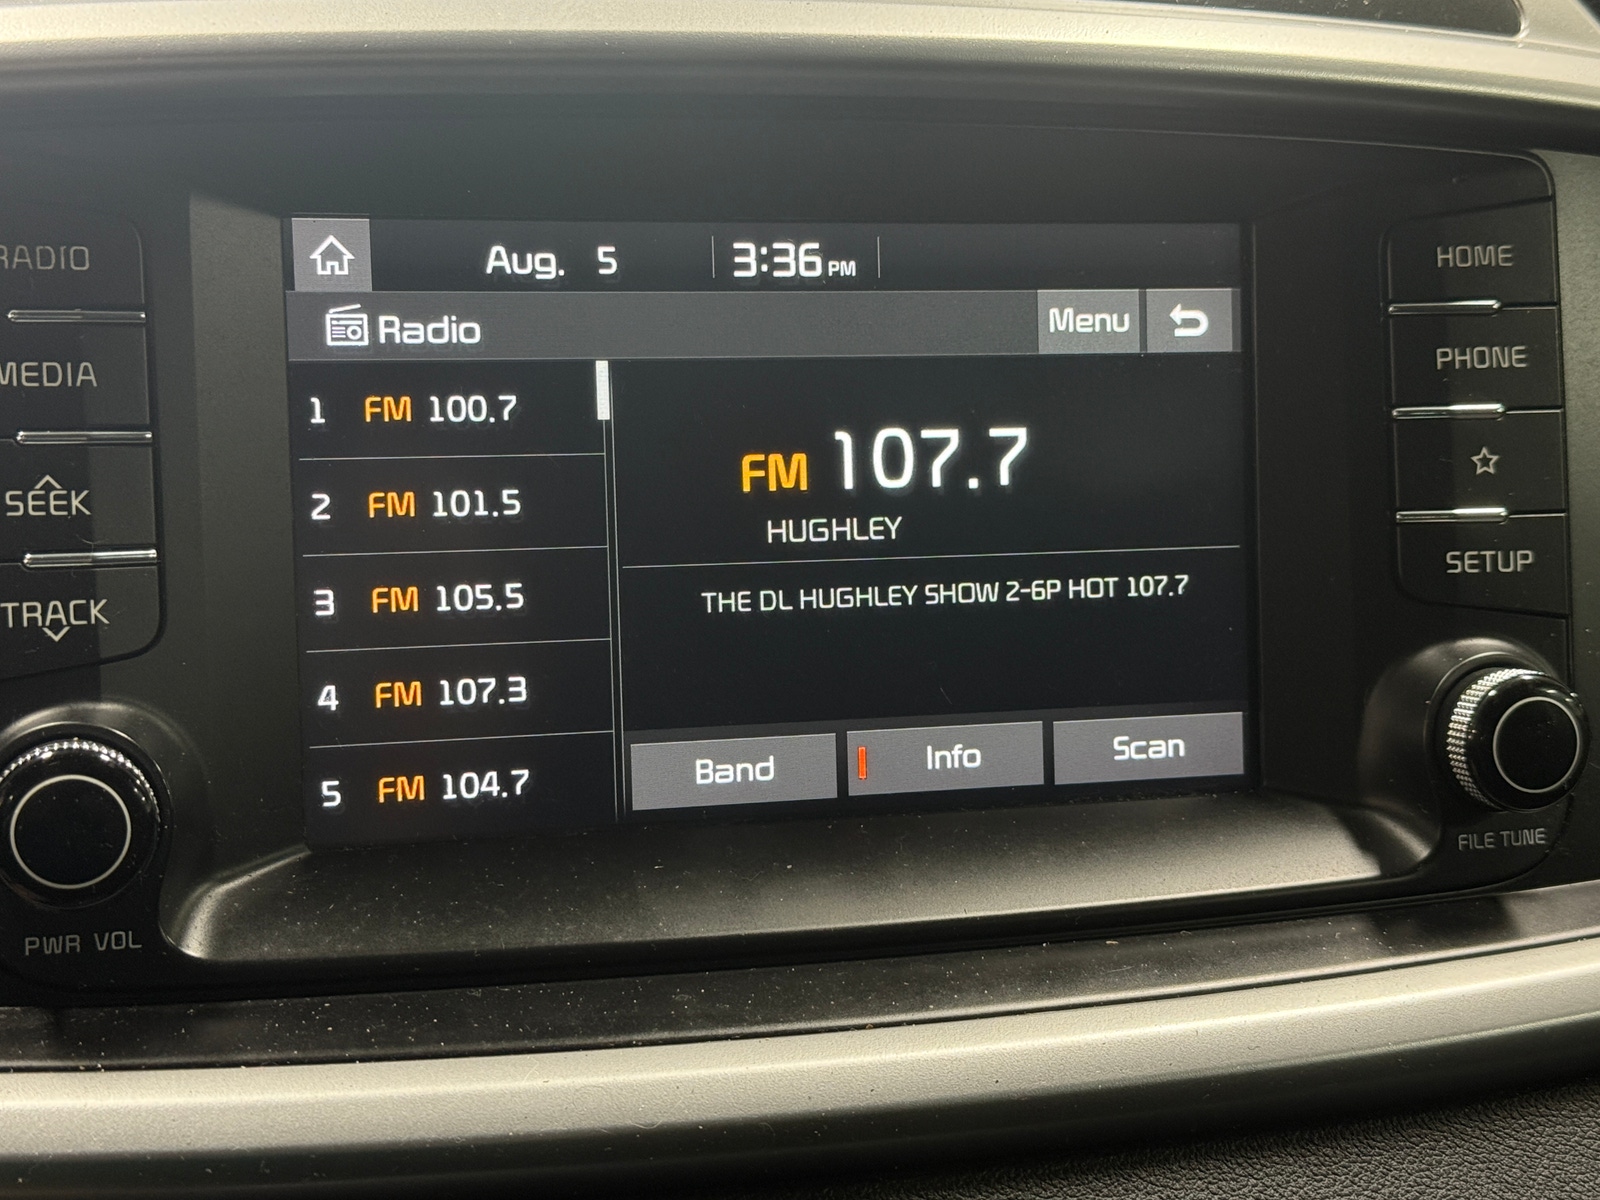 Aug. 5 3:36 PM
Radio Menu
1 FM 100.7
2 FM 101.5
3 FM 105.5
4 FM 107.3
5 FM 104.7
FM 107.7
HUGHLEY
THE DL HUGHLEY SHOW 2-6P HOT 107.7
Band Info Scan
RADIO
MEDIA
SEEK
TRACK
PWR VOL
HOME
PHONE
SETUP
FILE TUNE